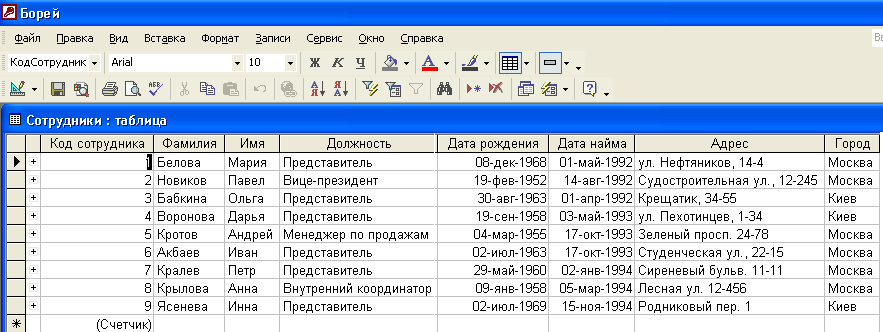 Борей
Файл Правка Вид Вставка Формат Записи Сервис Окно Справка
КодСотрудник Arial 10 Ж К Ч
Сотрудники : таблица
Код сотрудника Фамилия Имя Должность Дата рождения Дата найма Адрес Город
+ 1 Белова Мария Представитель 08-дек-1968 01-май-1992 ул. Нефтяников, 14-4 Москва
+ 2 Новиков Павел Вице-президент 19-фев-1952 14-авг-1992 Судостроительная ул., 12-245 Москва
+ 3 Бабкина Ольга Представитель 30-авг-1963 01-апр-1992 Крещатик, 34-55 Киев
+ 4 Воронова Дарья Представитель 19-сен-1958 03-май-1993 ул. Пехотинцев, 1-34 Киев
+ 5 Кротов Андрей Менеджер по продажам 04-мар-1955 17-окт-1993 Зеленый просп. 24-78 Москва
+ 6 Акбаев Иван Представитель 02-июл-1963 17-окт-1993 Студенческая ул., 22-15 Москва
+ 7 Кралев Петр Представитель 29-май-1960 02-янв-1994 Сиреневый бульв. 11-11 Москва
+ 8 Крылова Анна Внутренний координатор 09-янв-1958 05-мар-1994 Лесная ул. 12-456 Москва
+ 9 Ясенева Инна Представитель 02-июл-1969 15-ноя-1994 Родниковый пер. 1 Киев
(Счетчик)